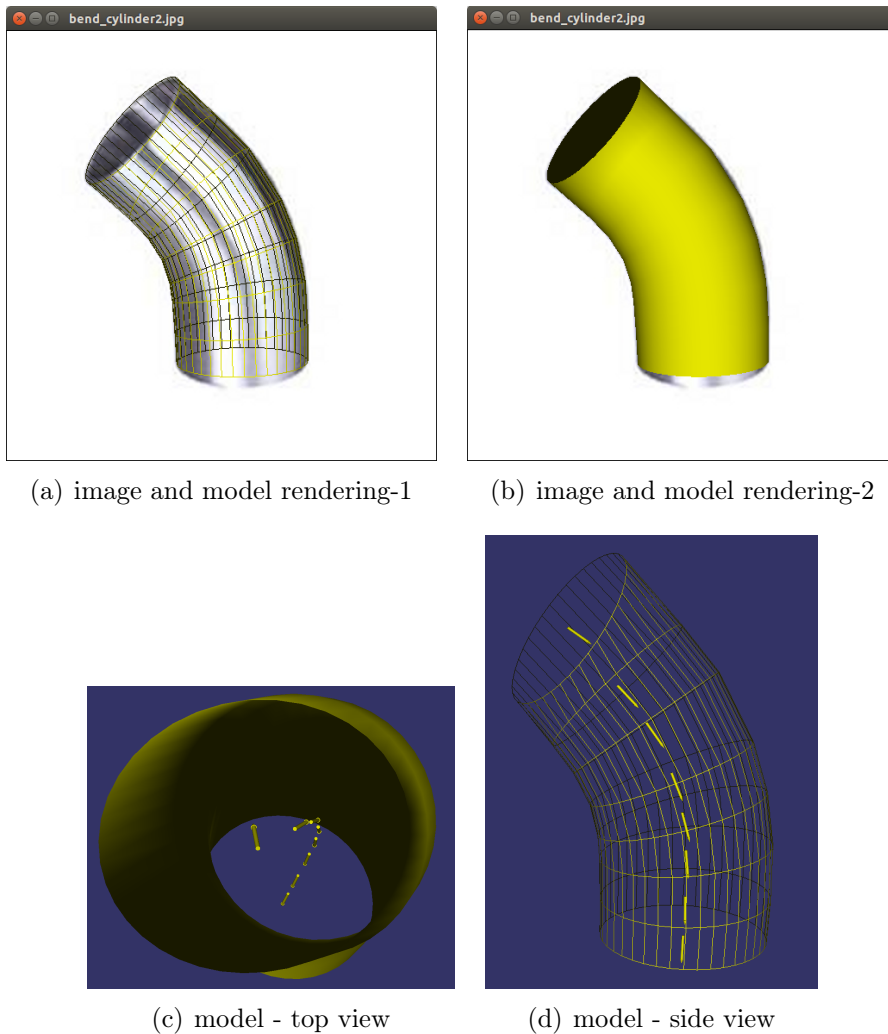 bend_cylinder2.jpg
bend_cylinder2.jpg
(a) image and model rendering-1
(b) image and model rendering-2
(c) model - top view
(d) model - side view